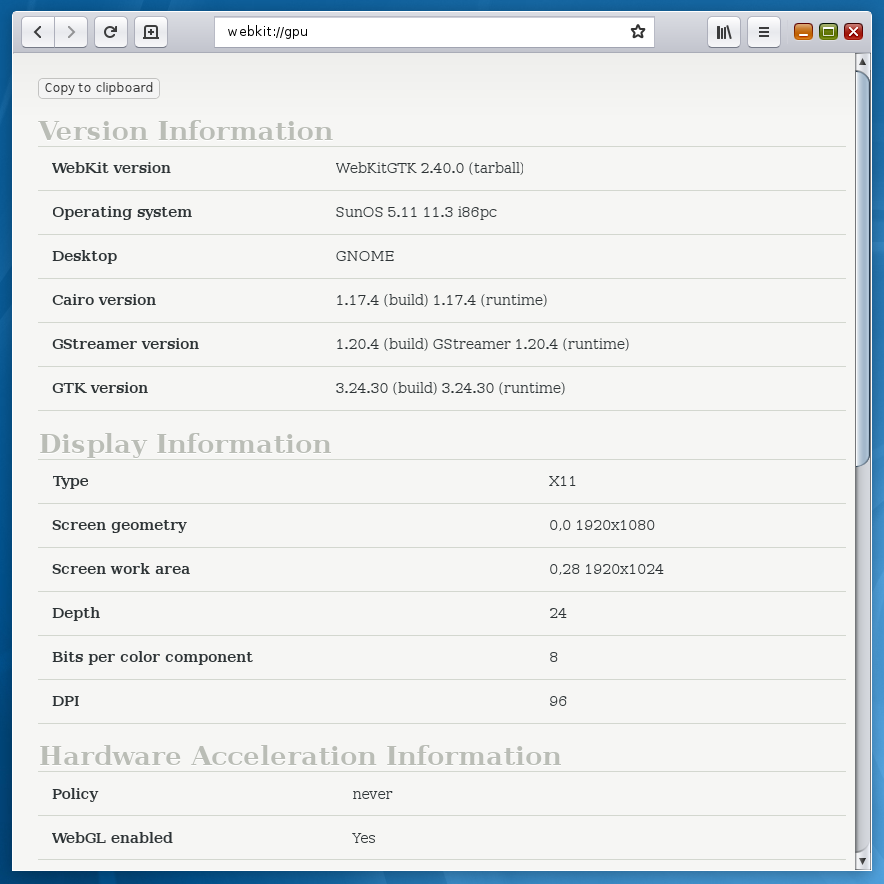 webkit://gpu
Copy to clipboard
Version Information
WebKit version WebKitGTK 2.40.0 (tarball)
Operating system SunOS 5.11 11.3 i86pc
Desktop GNOME
Cairo version 1.17.4 (build) 1.17.4 (runtime)
GStreamer version 1.20.4 (build) GStreamer 1.20.4 (runtime)
GTK version 3.24.30 (build) 3.24.30 (runtime)
Display Information
Type X11
Screen geometry 0,0 1920x1080
Screen work area 0,28 1920x1024
Depth 24
Bits per color component 8
DPI 96
Hardware Acceleration Information
Policy never
WebGL enabled Yes